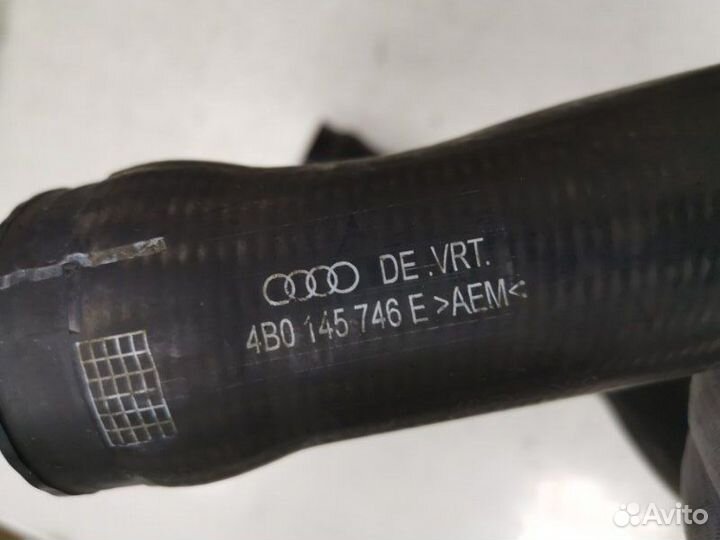 DE .VRT.
4B0 145 746 E >AEM<
Avito